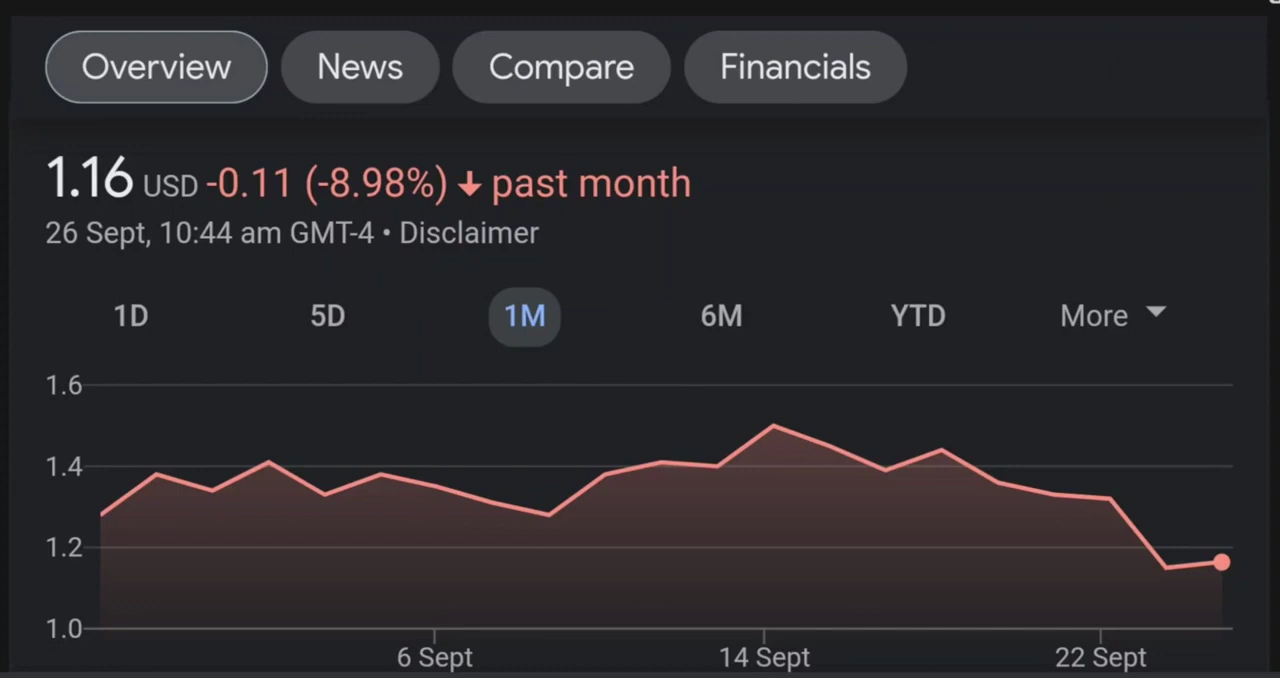 Overview News Compare Financials
1.16 USD -0.11 (-8.98%) ↓ past month
26 Sept, 10:44 am GMT-4 • Disclaimer
1D 5D 1M 6M YTD More
1.6
1.4
1.2
1.0
6 Sept 14 Sept 22 Sept